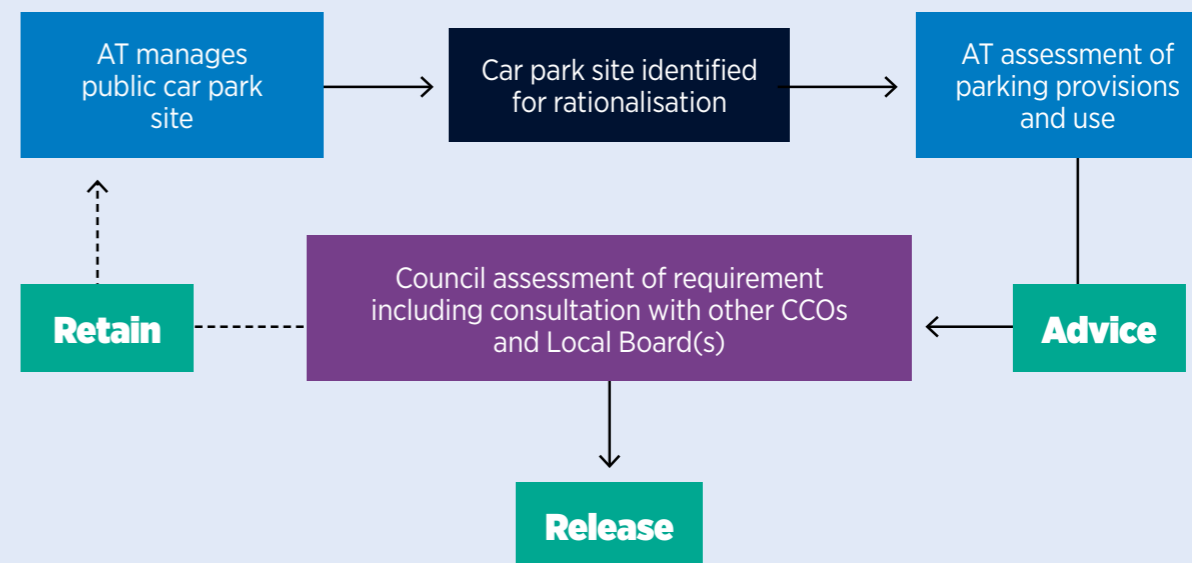 AT manages
public car park
site
Car park site identified
for rationalisation
AT assessment of
parking provisions
and use
Council assessment of requirement
including consultation with other CCOs
and Local Board(s)
Retain
Advice
Release